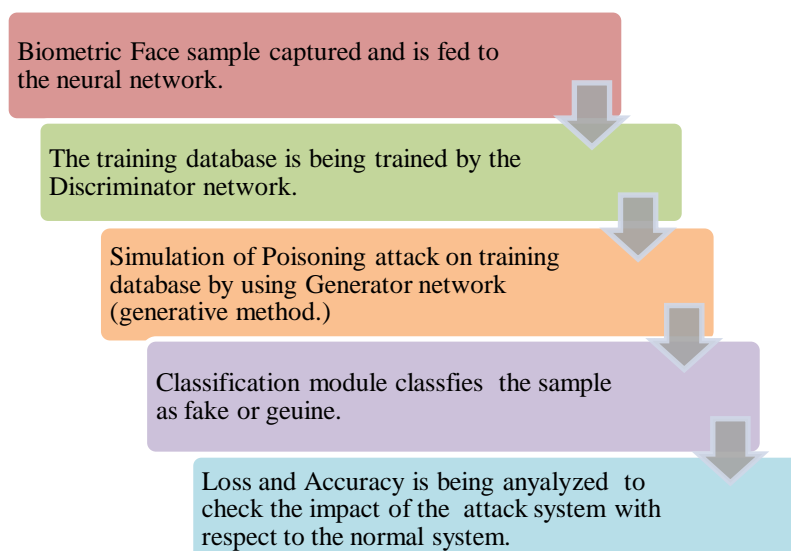 Biometric Face sample captured and is fed to
the neural network.
The training database is being trained by the
Discriminator network.
Simulation of Poisoning attack on training
database by using Generator network
(generative method.)
Classification module classfies the sample
as fake or geuine.
Loss and Accuracy is being anyalyzed to
check the impact of the attack system with
respect to the normal system.